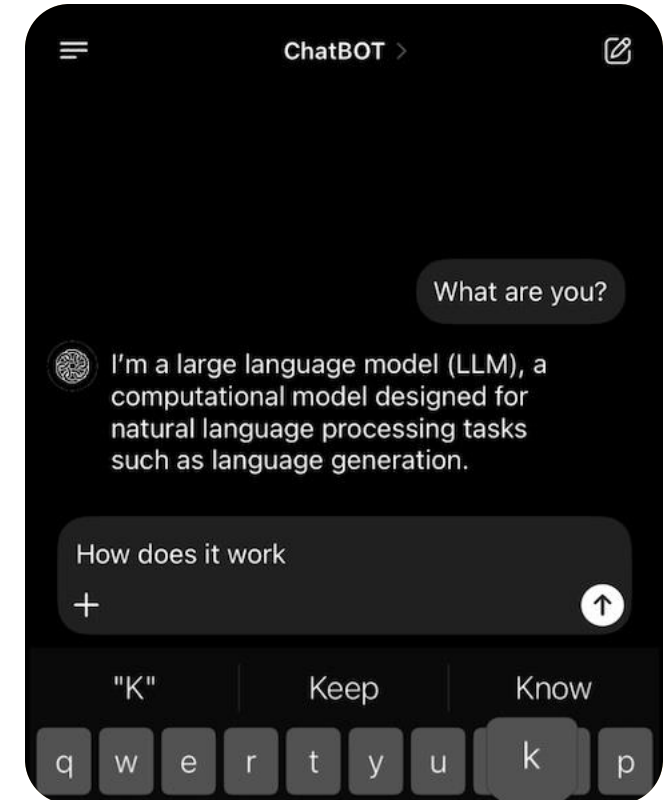 ChatBOT >
What are you?
I'm a large language model (LLM), a
computational model designed for
natural language processing tasks
such as language generation.
How does it work
"K" Keep Know
q w e r t y u k p